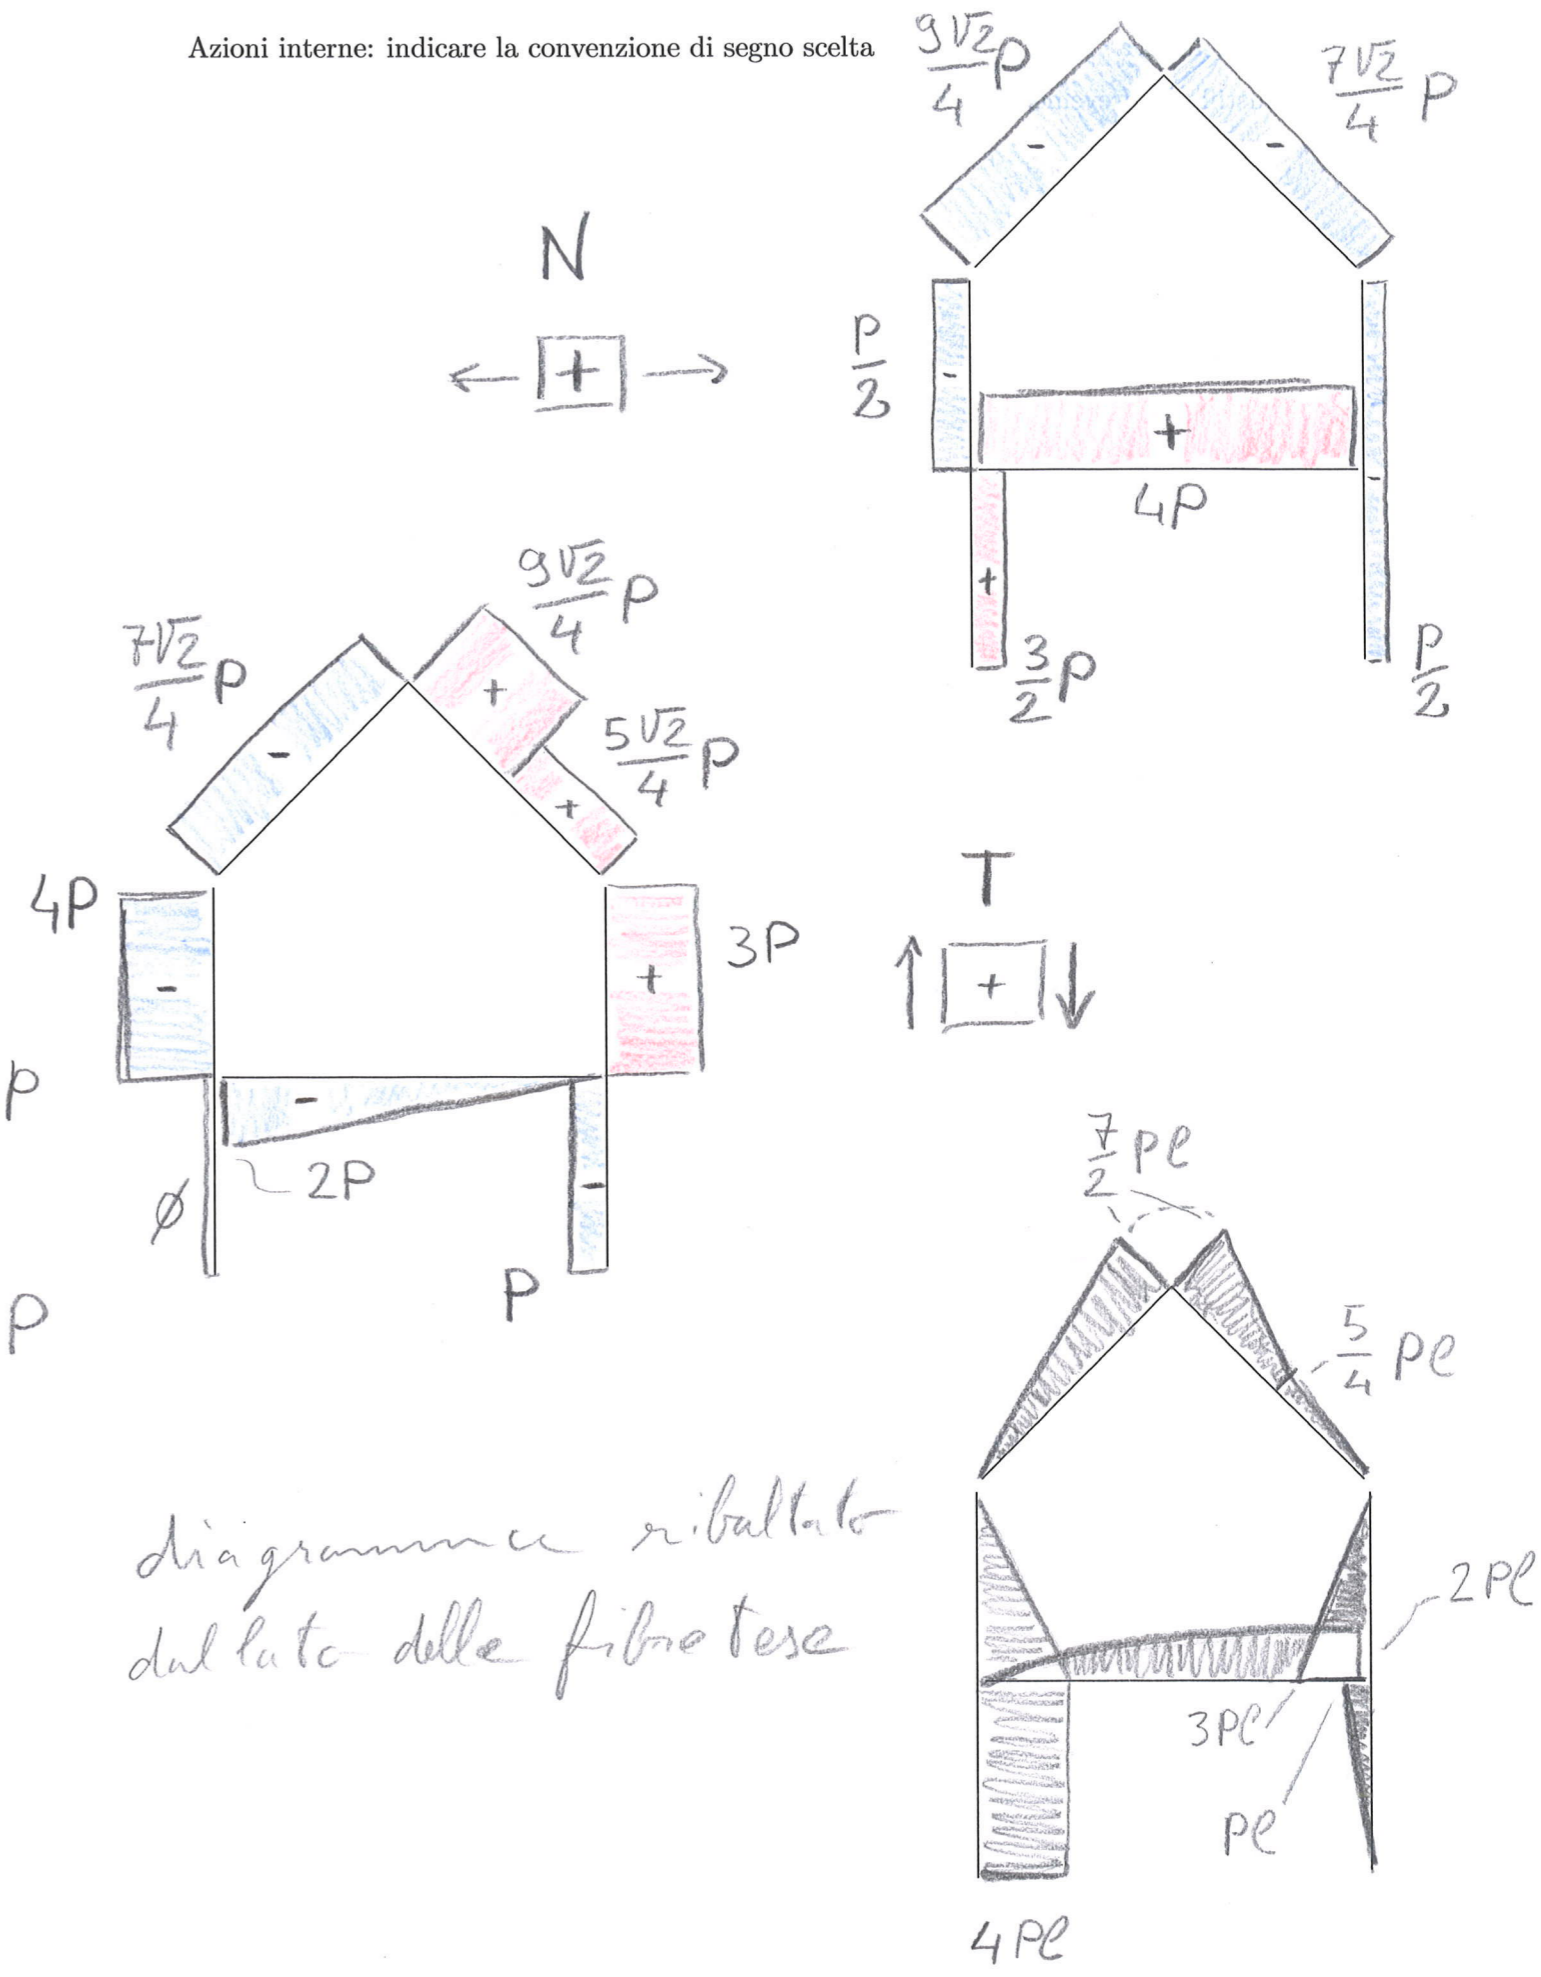 Azioni interne: indicare la convenzione di segno scelta
9√2/4 P
7√2/4 P
N
+
-
-
P/2
-
+
4P
-
+
3/2 P
P/2
9√2/4 P
7√2/4 P
+
-
5√2/4 P
+
4P
-
+
3P
T
+
P
-
2P
∅
-
P
P
7/2 Pl
5/4 Pl
diagramma ribaltato
dal lato delle fibre tese
2Pl
3Pl
Pl
4Pl